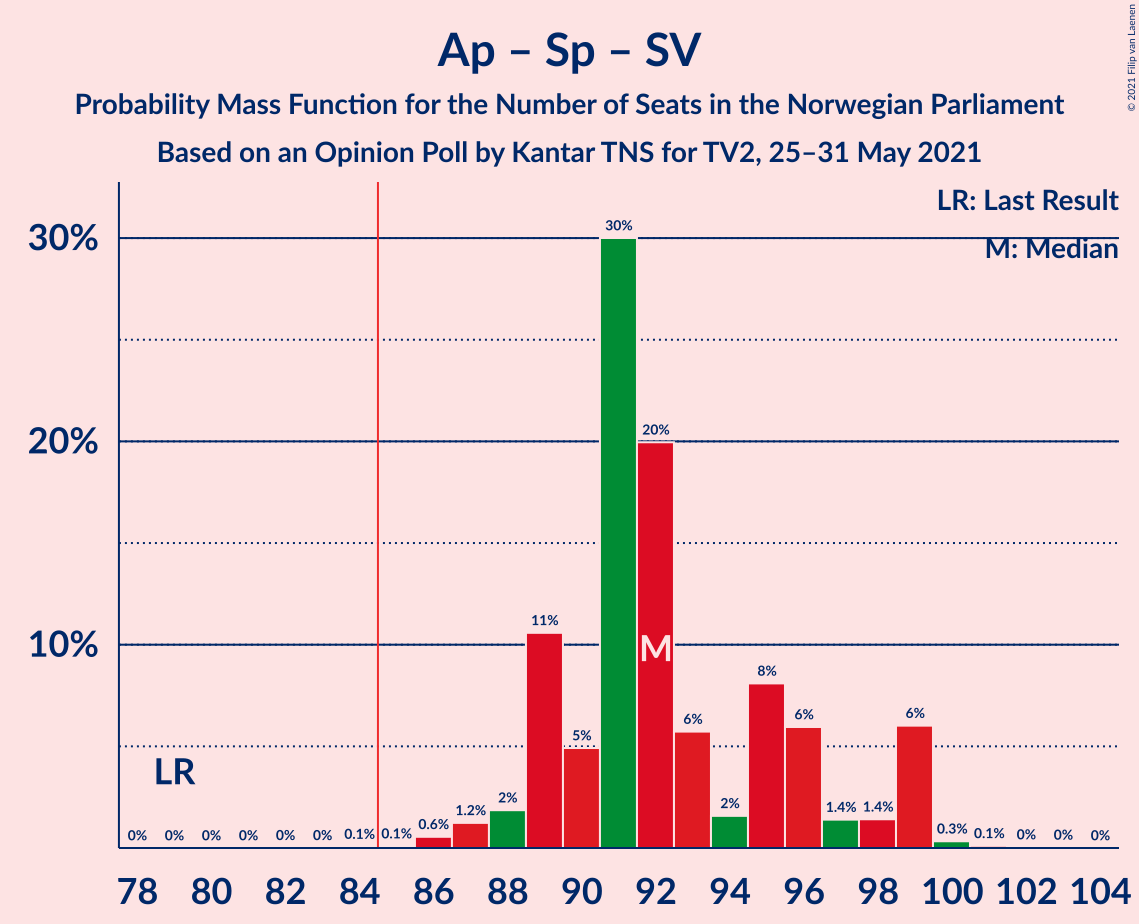 Ap – Sp – SV
Probability Mass Function for the Number of Seats in the Norwegian Parliament
Based on an Opinion Poll by Kantar TNS for TV2, 25–31 May 2021
© 2021 Filip van Laenen
LR: Last Result
M: Median
30%
20%
10%
LR
M
0% 0% 0% 0% 0% 0% 0.1% 0.1% 0.6% 1.2% 2% 11% 5% 30% 20% 6% 2% 8% 6% 1.4% 1.4% 6% 0.3% 0.1% 0% 0% 0%
78 80 82 84 86 88 90 92 94 96 98 100 102 104